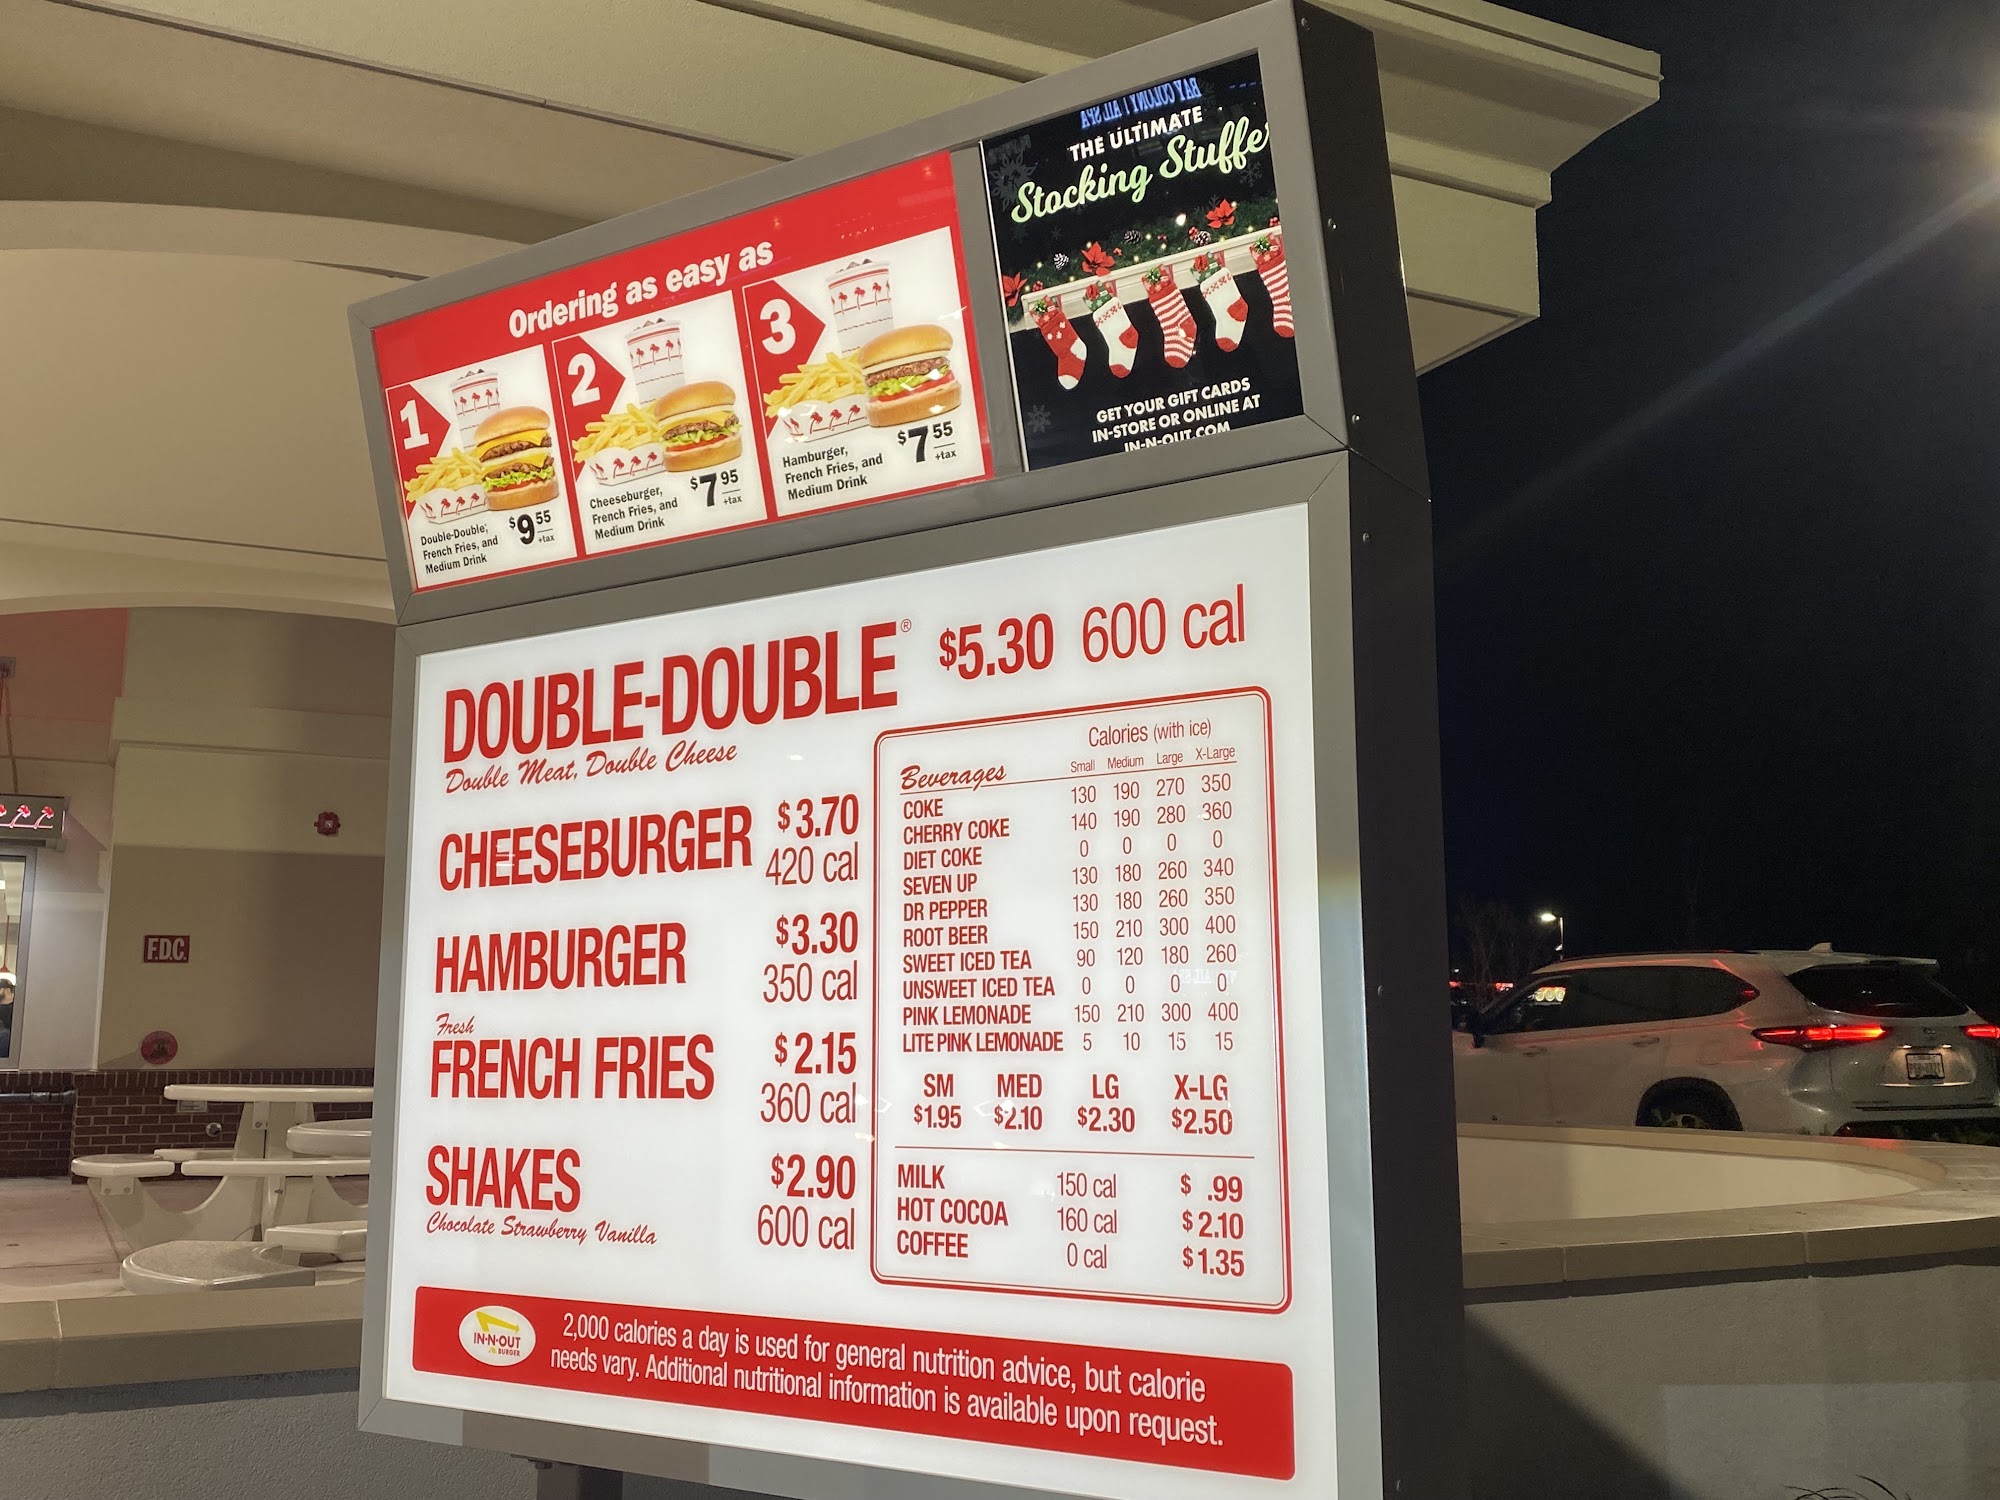 BAY COLONY NAIL SPA
THE ULTIMATE
Stocking Stuffe
GET YOUR GIFT CARDS
IN-STORE OR ONLINE AT
IN-N-OUT.COM
Ordering as easy as
1
Double-Double®,
French Fries, and
Medium Drink
$9 55
+tax
2
Cheeseburger,
French Fries, and
Medium Drink
$7 95
+tax
3
Hamburger,
French Fries, and
Medium Drink
$7 55
+tax
DOUBLE-DOUBLE® $5.30 600 cal
Double Meat, Double Cheese
CHEESEBURGER $3.70
420 cal
HAMBURGER $3.30
350 cal
Fresh
FRENCH FRIES $2.15
360 cal
SHAKES $2.90
Chocolate Strawberry Vanilla 600 cal
Calories (with ice)
Beverages Small Medium Large X-Large
COKE 130 190 270 350
CHERRY COKE 140 190 280 360
DIET COKE 0 0 0 0
SEVEN UP 130 180 260 340
DR PEPPER 130 180 260 350
ROOT BEER 150 210 300 400
SWEET ICED TEA 90 120 180 260
UNSWEET ICED TEA 0 0 0 0
PINK LEMONADE 150 210 300 400
LITE PINK LEMONADE 5 10 15 15
SM MED LG X-LG
$1.95 $2.10 $2.30 $2.50
MILK 150 cal $ .99
HOT COCOA 160 cal $2.10
COFFEE 0 cal $1.35
IN-N-OUT
BURGER
2,000 calories a day is used for general nutrition advice, but calorie
needs vary. Additional nutritional information is available upon request.
F.D.C.